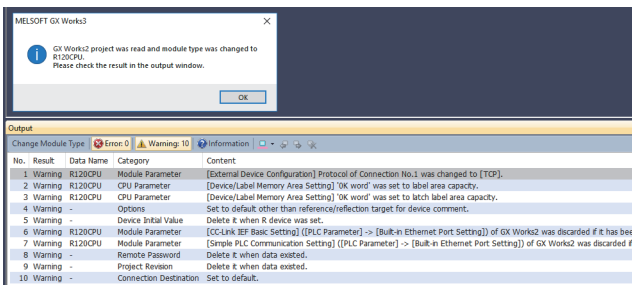 MELSOFT GX Works3
GX Works2 project was read and module type was changed to
R120CPU.
Please check the result in the output window.
OK
Output
Change Module Type Error: 0 Warning: 10 Information
No. Result Data Name Category Content
1 Warning R120CPU Module Parameter [External Device Configuration] Protocol of Connection No.1 was changed to [TCP].
2 Warning R120CPU CPU Parameter [Device/Label Memory Area Setting] '0K word' was set to label area capacity.
3 Warning R120CPU CPU Parameter [Device/Label Memory Area Setting] '0K word' was set to latch label area capacity.
4 Warning - Options Set to default other than reference/reflection target for device comment.
5 Warning - Device Initial Value Delete it when R device was set.
6 Warning R120CPU Module Parameter [CC-Link IEF Basic Setting] ([PLC Parameter] -> [Built-in Ethernet Port Setting]) of GX Works2 was discarded if it has bee
7 Warning R120CPU Module Parameter [Simple PLC Communication Setting] ([PLC Parameter] -> [Built-in Ethernet Port Setting]) of GX Works2 was discarded if
8 Warning - Remote Password Delete it when data existed.
9 Warning - Project Revision Delete it when data existed.
10 Warning - Connection Destination Set to default.